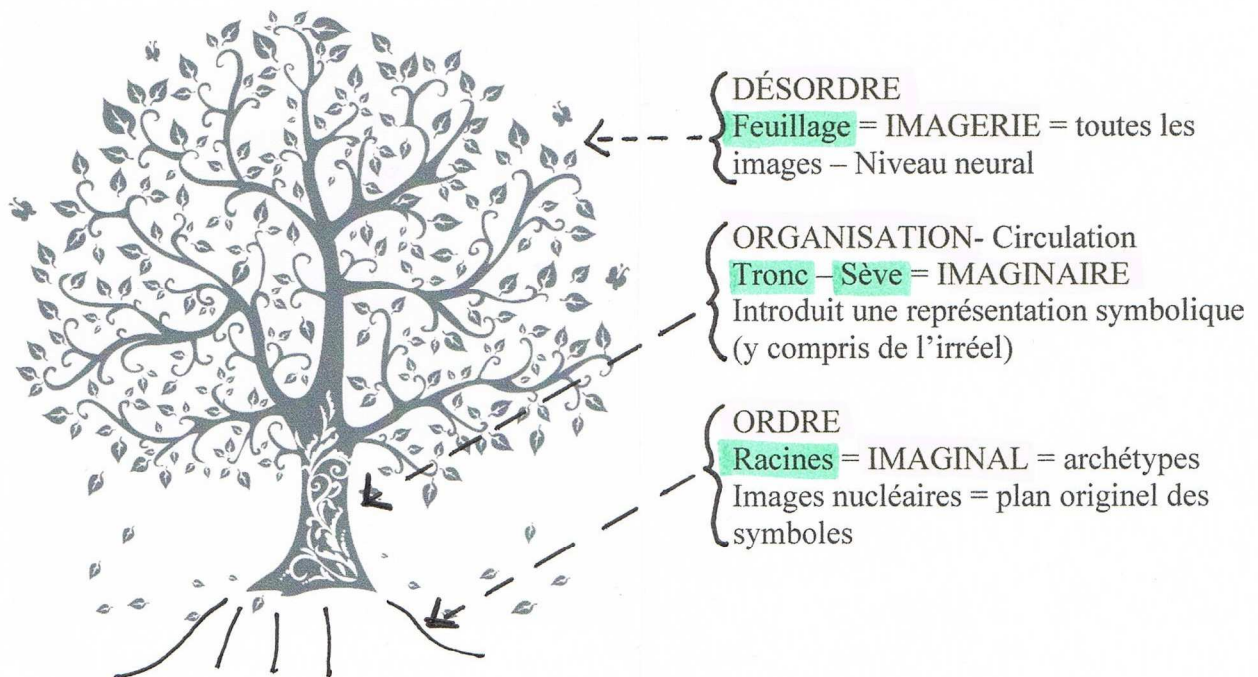 DÉSORDRE
Feuillage = IMAGERIE = toutes les
images – Niveau neural
ORGANISATION- Circulation
Tronc – Sève = IMAGINAIRE
Introduit une représentation symbolique
(y compris de l’irréel)
ORDRE
Racines = IMAGINAL = archétypes
Images nucléaires = plan originel des
symboles